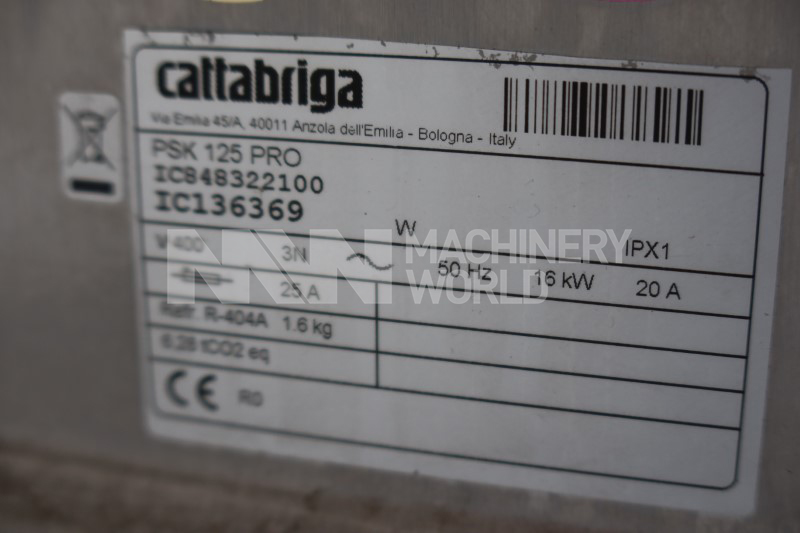 cattabriga
Via Emilia 45/A, 40011 Anzola dell'Emilia - Bologna - Italy
PSK 125 PRO
IC848322100
IC136369
W IPX1
V 400 3N 50 Hz 16 kW 20 A
25 A
Refr R-404A 1.6 kg
6.28 tCO2 eq
CE R0
MACHINERY
WORLD